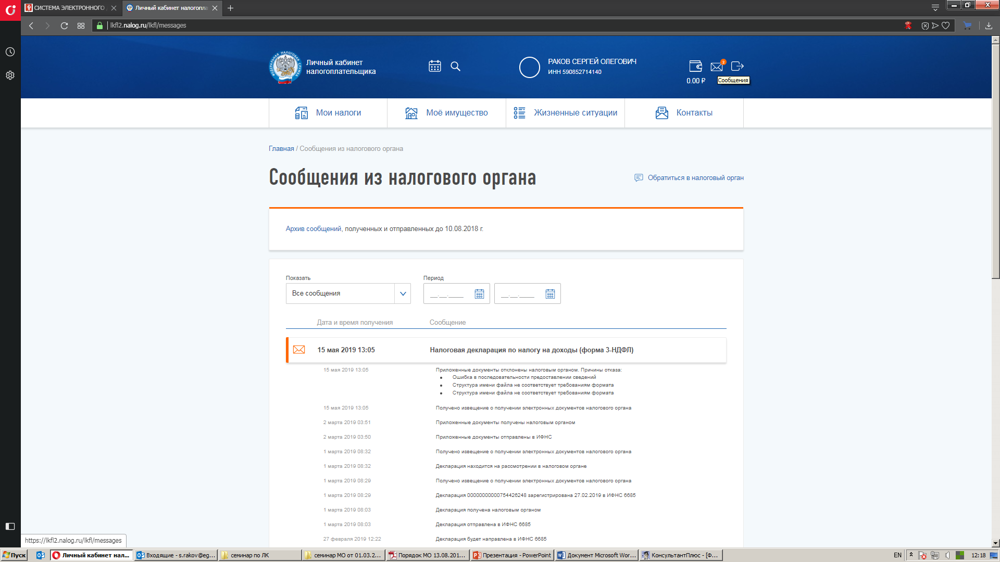 СИСТЕМА ЭЛЕКТРОННОГО
Личный кабинет налогопла
lkfl2.nalog.ru/lkfl/messages
ФЕДЕРАЛЬНАЯ НАЛОГОВАЯ СЛУЖБА
Личный кабинет
налогоплательщика
РАКОВ СЕРГЕЙ ОЛЕГОВИЧ
ИНН 590852714140
2
0.00 ₽
Сообщения
Мои налоги
Моё имущество
Жизненные ситуации
Контакты
Главная / Сообщения из налогового органа
Сообщения из налогового органа
Обратиться в налоговый орган
Архив сообщений, полученных и отправленных до 10.08.2018 г.
Показать
Период
Все сообщения
__.__.____
__.__.____
Дата и время получения
Сообщение
15 мая 2019 13:05
Налоговая декларация по налогу на доходы (форма 3-НДФЛ)
15 мая 2019 13:05
Приложенные документы отклонены налоговым органом. Причины отказа:
• Ошибка в последовательности предоставлении сведений
• Структура имени файла не соответствует требованиям формата
• Структура имени файла не соответствует требованиям формата
15 мая 2019 13:05
Получено извещение о получении электронных документов налогового органа
2 марта 2019 03:51
Приложенные документы получены налоговым органом
2 марта 2019 03:50
Приложенные документы отправлены в ИФНС
1 марта 2019 08:32
Получено извещение о получении электронных документов налогового органа
1 марта 2019 08:32
Декларация находится на рассмотрении в налоговом органе
1 марта 2019 08:29
Получено извещение о получении электронных документов налогового органа
1 марта 2019 08:29
Декларация 00000000000754426248 зарегистрирована 27.02.2019 в ИФНС 6685
1 марта 2019 08:03
Декларация получена налоговым органом
1 марта 2019 08:03
Декларация отправлена в ИФНС 6685
27 февраля 2019 12:22
Декларация будет направлена в ИФНС 6685
https://lkfl2.nalog.ru/lkfl/messages
Пуск
Личный кабинет нал...
Входящие - s.rakov@eg...
семинар по ЛК
семинар МО от 01.03.2...
Порядок МО 13.08.201...
Презентация - PowerPoint
Документ Microsoft Wor...
КонсультантПлюс - [Ф...
EN
12:18